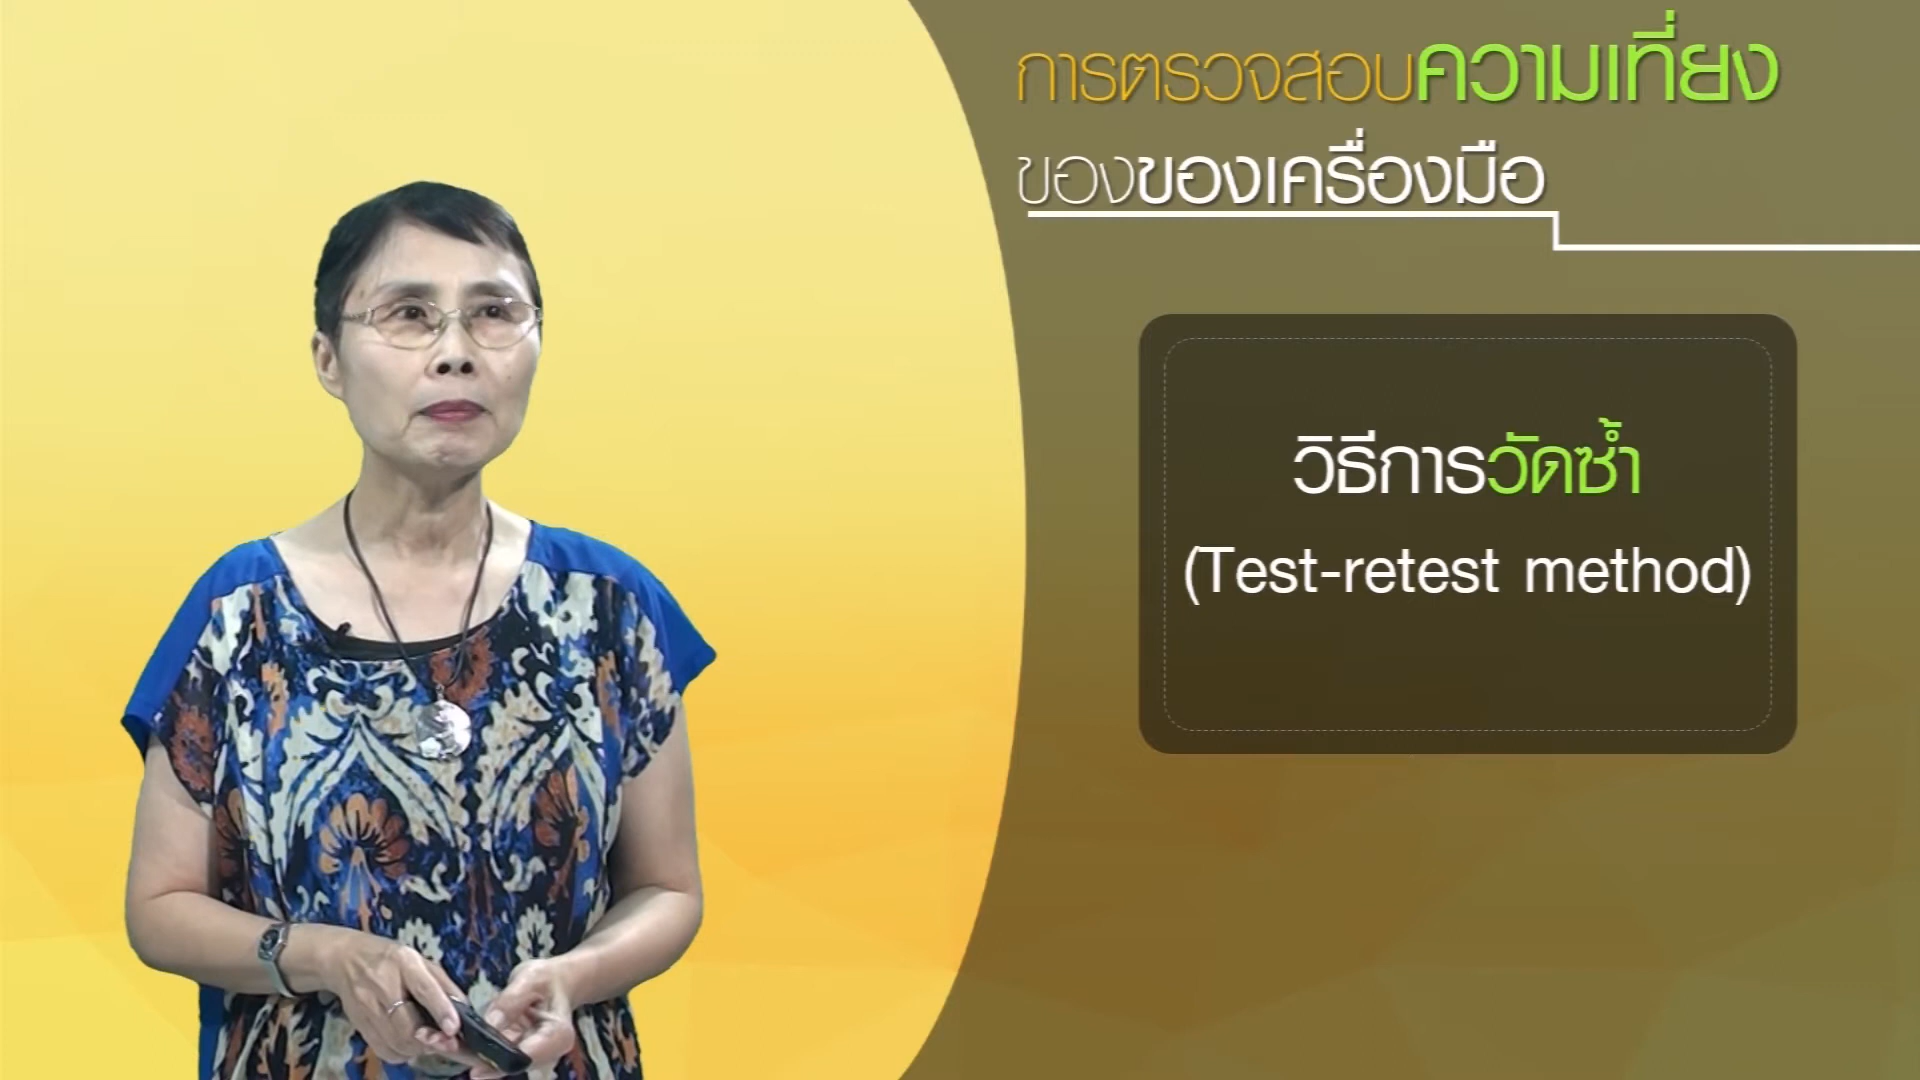 การตรวจสอบความเที่ยง
ของของเครื่องมือ
วิธีการวัดซ้ำ
(Test-retest method)